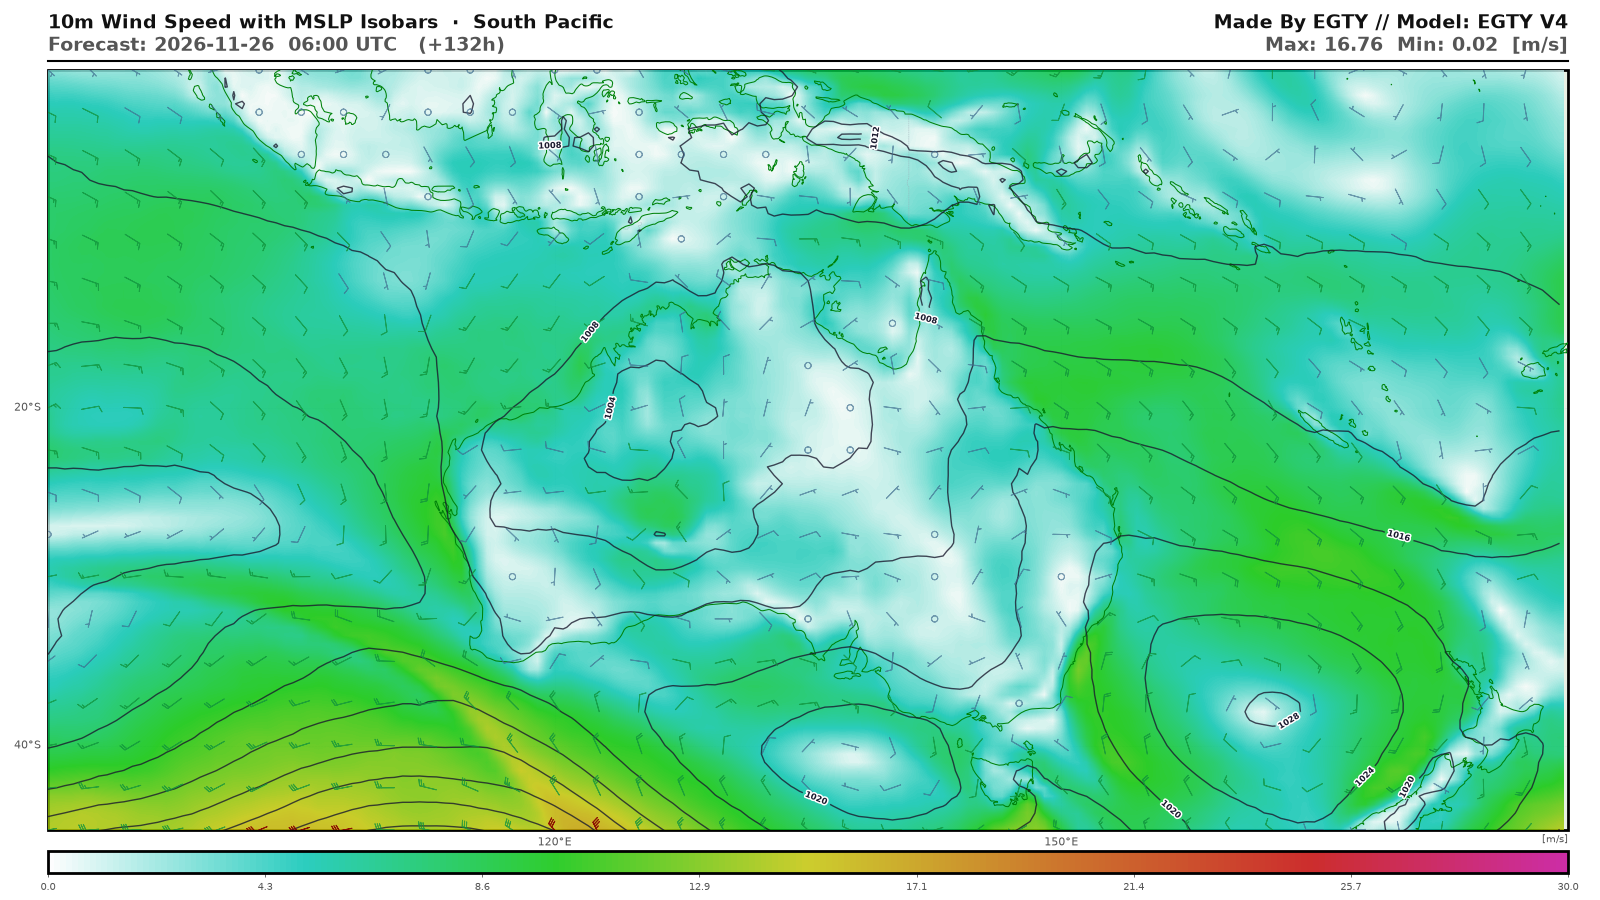 10m Wind Speed with MSLP Isobars · South Pacific
Made By EGTY // Model: EGTY V4
Forecast: 2026-11-26 06:00 UTC (+132h)
Max: 16.76 Min: 0.02 [m/s]
1012
1008
1008
1008
1004
20°S
1016
1028
40°S
1024
1020
1020
1020
120°E
150°E
[m/s]
0.0
4.3
8.6
12.9
17.1
21.4
25.7
30.0